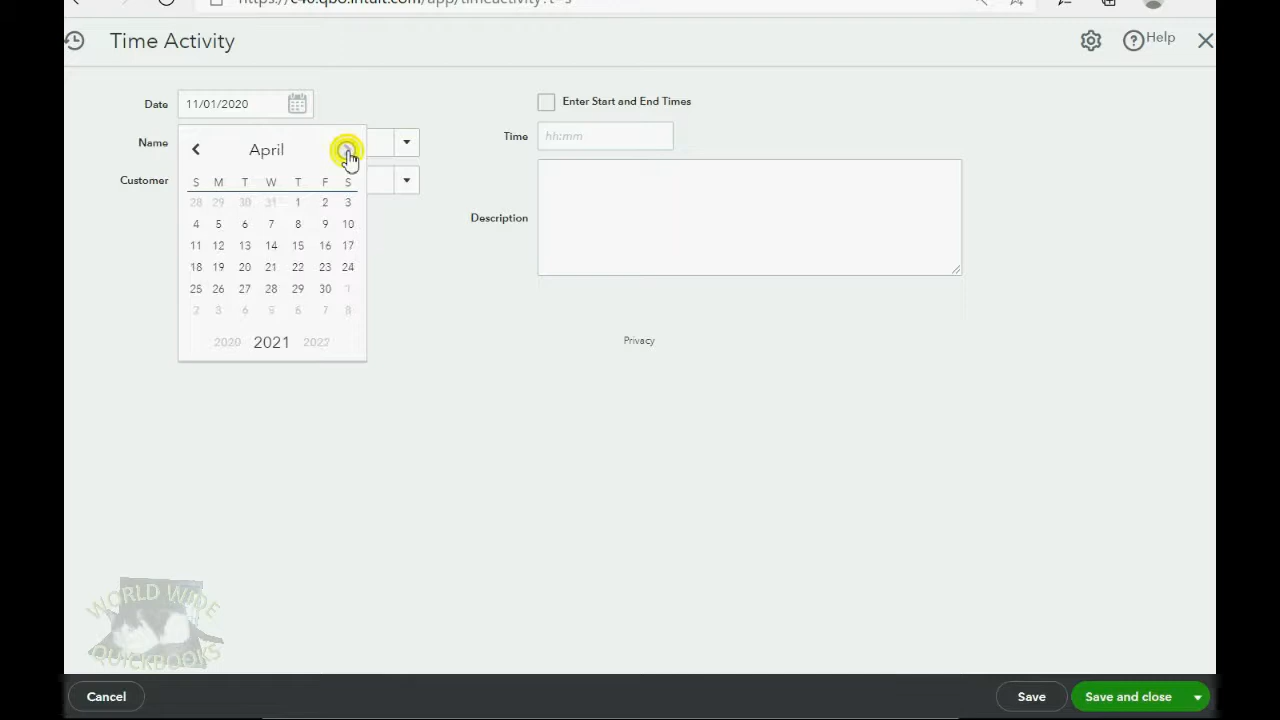 Time Activity
Help
Date
11/01/2020
Enter Start and End Times
Name
April
Time
hh:mm
Customer
S M T W T F S
28 29 30 31 1 2 3
4 5 6 7 8 9 10
11 12 13 14 15 16 17
18 19 20 21 22 23 24
25 26 27 28 29 30 1
2 3
7 8
2020 2021 2022
Description
Privacy
WORLD WIDE
QUICKBOOKS
Cancel
Save
Save and close